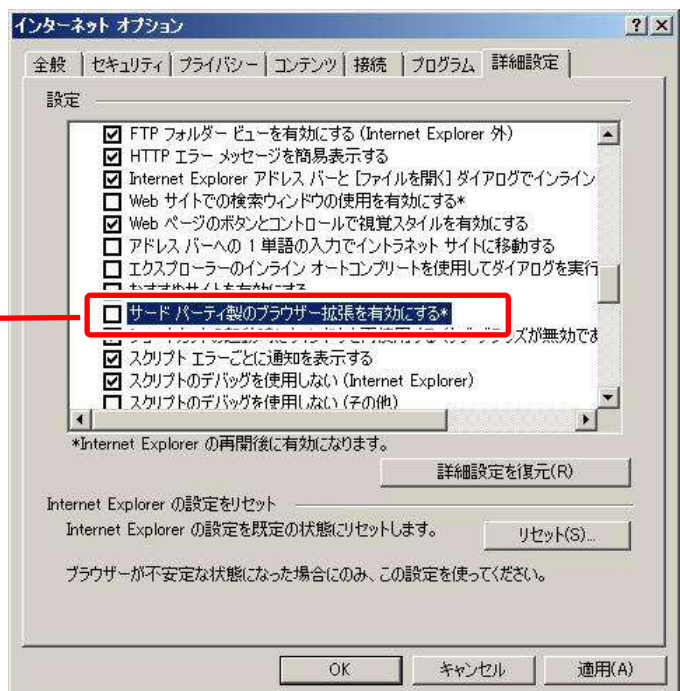 インターネット オプション
全般 セキュリティ プライバシー コンテンツ 接続 プログラム 詳細設定
設定
FTP フォルダー ビューを有効にする (Internet Explorer 外)
HTTP エラー メッセージを簡易表示する
Internet Explorer アドレス バーと [ファイルを開く] ダイアログでインライン
Web サイトでの検索ウィンドウの使用を有効にする*
Web ページのボタンとコントロールで視覚スタイルを有効にする
アドレス バーへの 1 単語の入力でイントラネット サイトに移動する
エクスプローラーのインライン オートコンプリートを使用してダイアログを実行
おすすめサイトを有効にする
サード パーティ製のブラウザー拡張を有効にする*
ズが無効であ
スクリプト エラーごとに通知を表示する
スクリプトのデバッグを使用しない (Internet Explorer)
スクリプトのデバッグを使用しない (その他)
*Internet Explorer の再開後に有効になります。
詳細設定を復元(R)
Internet Explorer の設定をリセット
Internet Explorer の設定を既定の状態にリセットします。
リセット(S)...
ブラウザーが不安定な状態になった場合にのみ、この設定を使ってください。
OK キャンセル 適用(A)